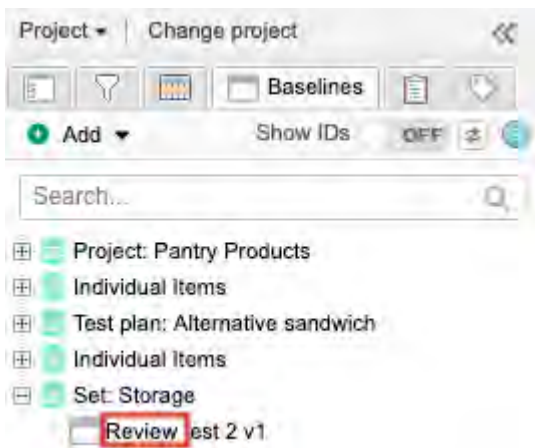 Project Change project
Baselines
Add Show IDs OFF
Search...
Project: Pantry Products
Individual Items
Test plan: Alternative sandwich
Individual Items
Set: Storage
Review est 2 v1